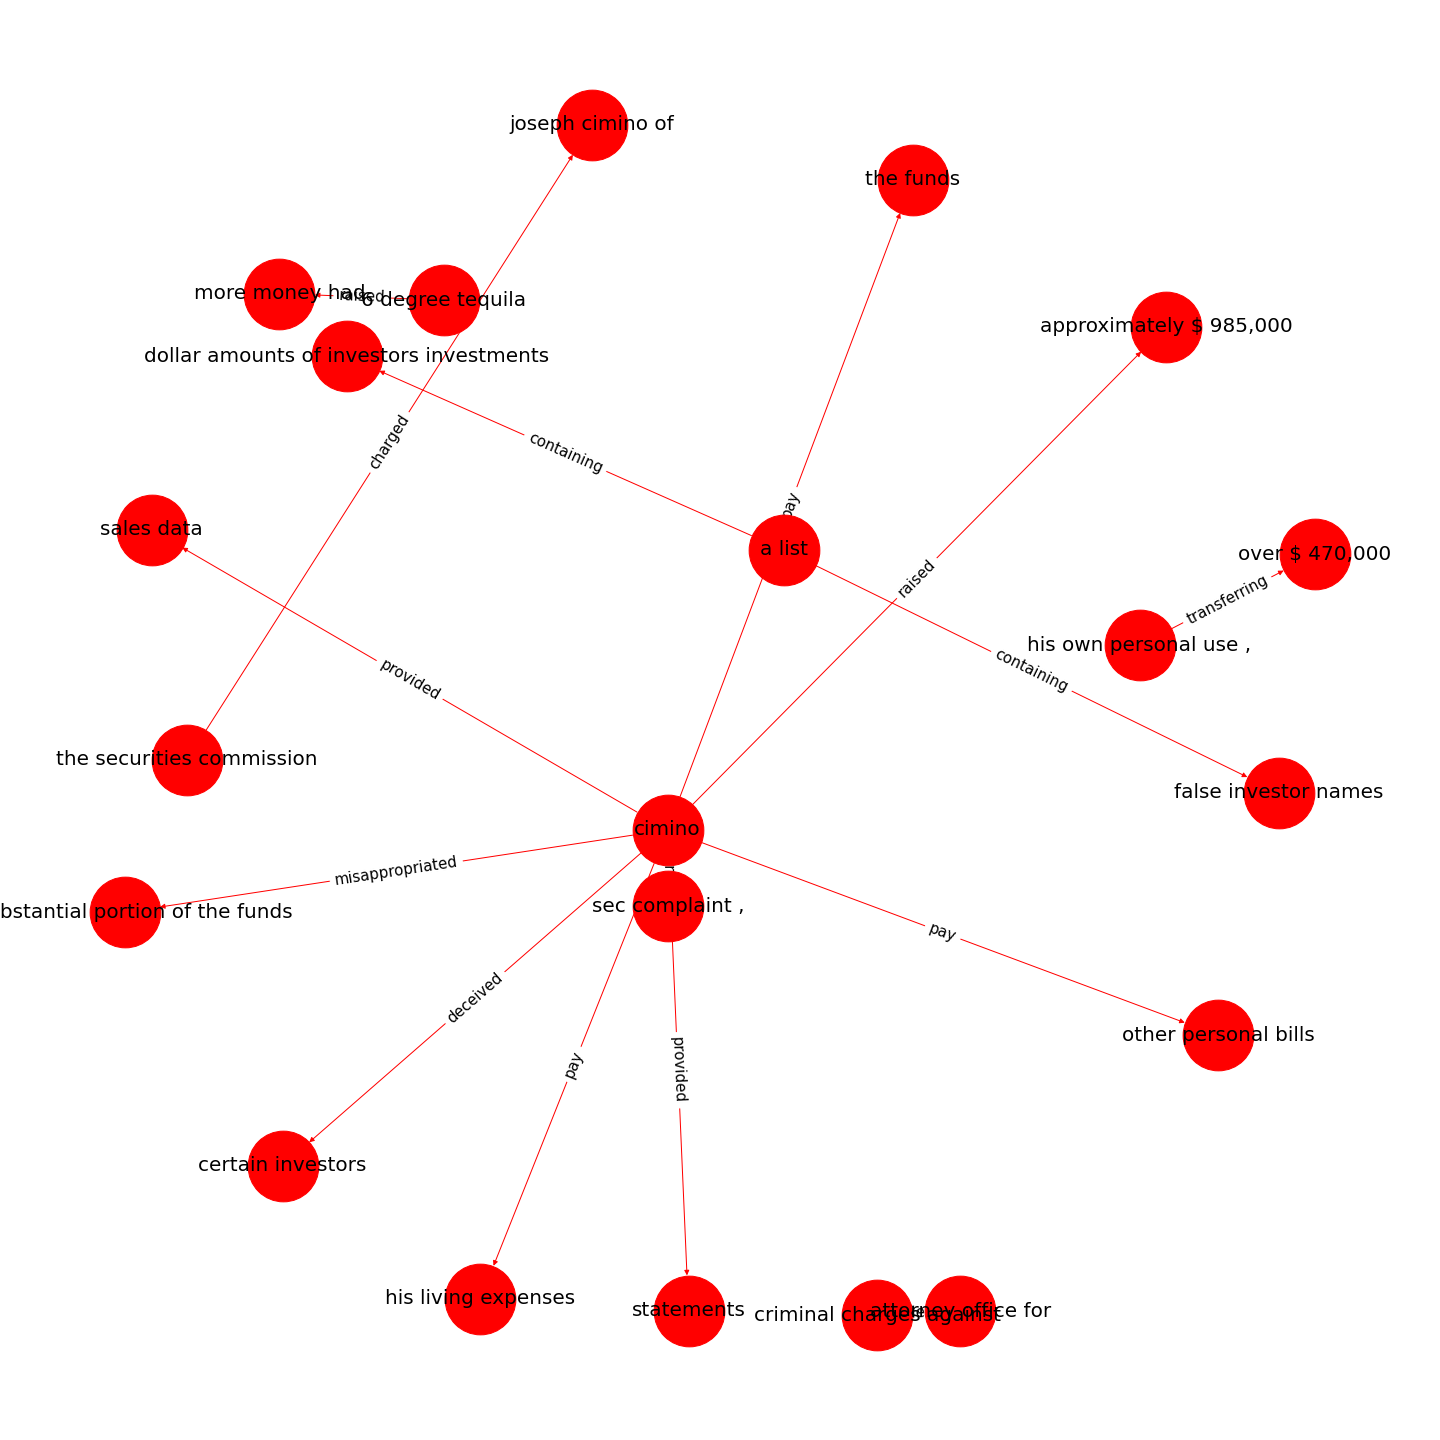 joseph cimino of
the funds
more money had
raised
6 degree tequila
approximately $ 985,000
dollar amounts of investors investments
charged
containing
pay
sales data
a list
raised
over $ 470,000
transferring
his own personal use ,
provided
containing
the securities commission
false investor names
cimino
misappropriated
sec complaint ,
bstantial portion of the funds
pay
deceived
other personal bills
pay
provided
certain investors
his living expenses
statements
criminal charges against
attorney office for